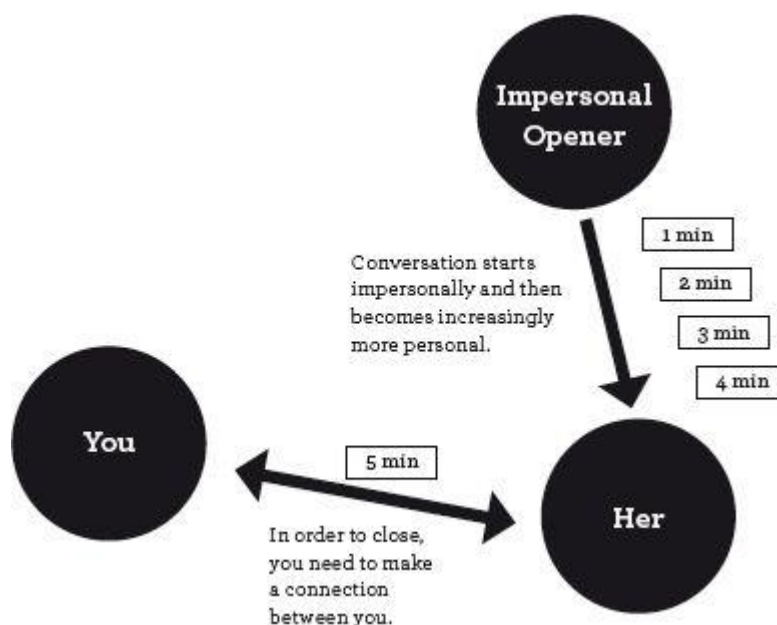 Impersonal
Opener
1 min
Conversation starts
impersonally and then
becomes increasingly
more personal.
2 min
3 min
4 min
You
5 min
Her
In order to close,
you need to make
a connection
between you.